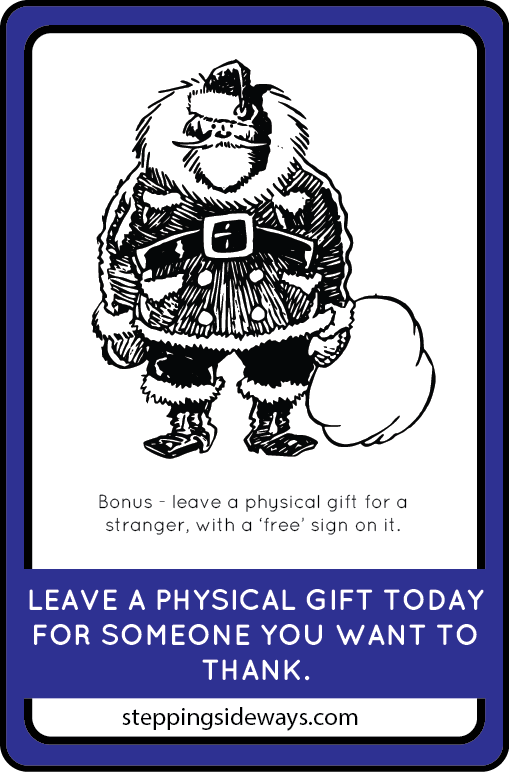 Bonus - leave a physical gift for a
stranger, with a ‘free’ sign on it.
LEAVE A PHYSICAL GIFT TODAY
FOR SOMEONE YOU WANT TO
THANK.
steppingsideways.com